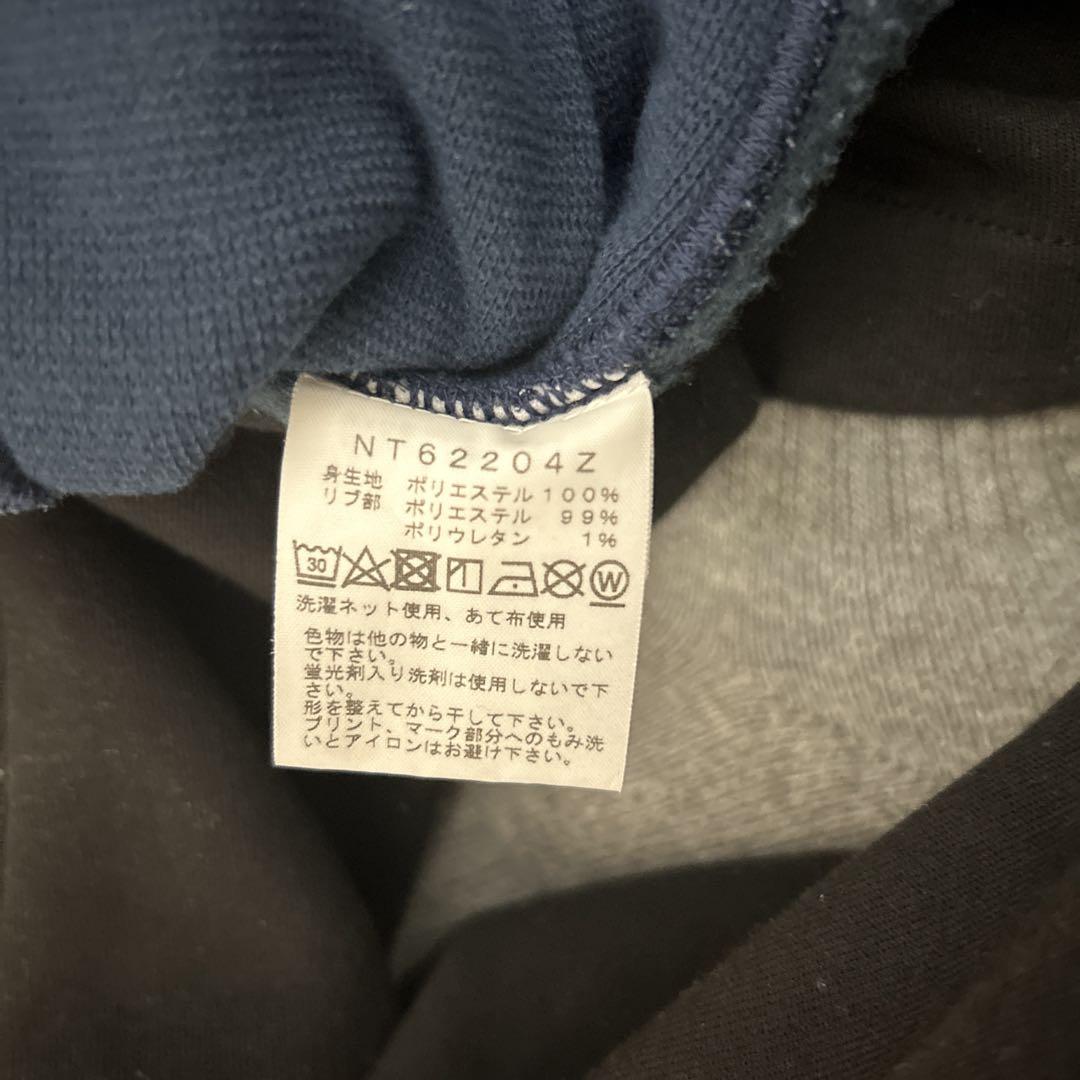 NT62204Z
身生地 ポリエステル 100%
リブ部 ポリエステル 99%
ポリウレタン 1%
30 W
洗濯ネット使用、あて布使用
色物は他の物と一緒に洗濯しない
で下さい。
蛍光剤入り洗剤は使用しないで下
さい。
形を整えてから干して下さい。
プリント、マーク部分へのもみ洗
いとアイロンはお避け下さい。